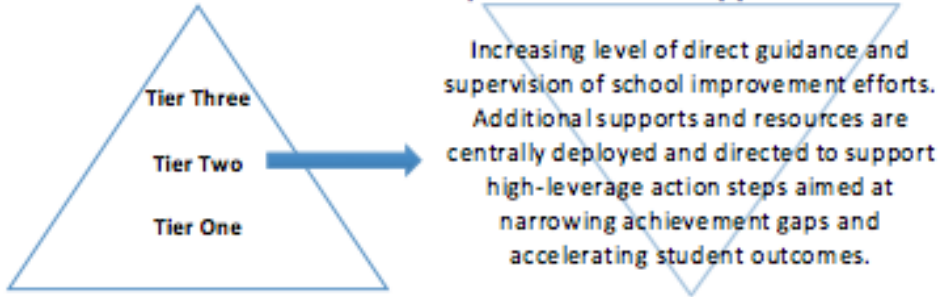 Tier Three
Tier Two
Tier One
Increasing level of direct guidance and
supervision of school improvement efforts.
Additional supports and resources are
centrally deployed and directed to support
high-leverage action steps aimed at
narrowing achievement gaps and
accelerating student outcomes.